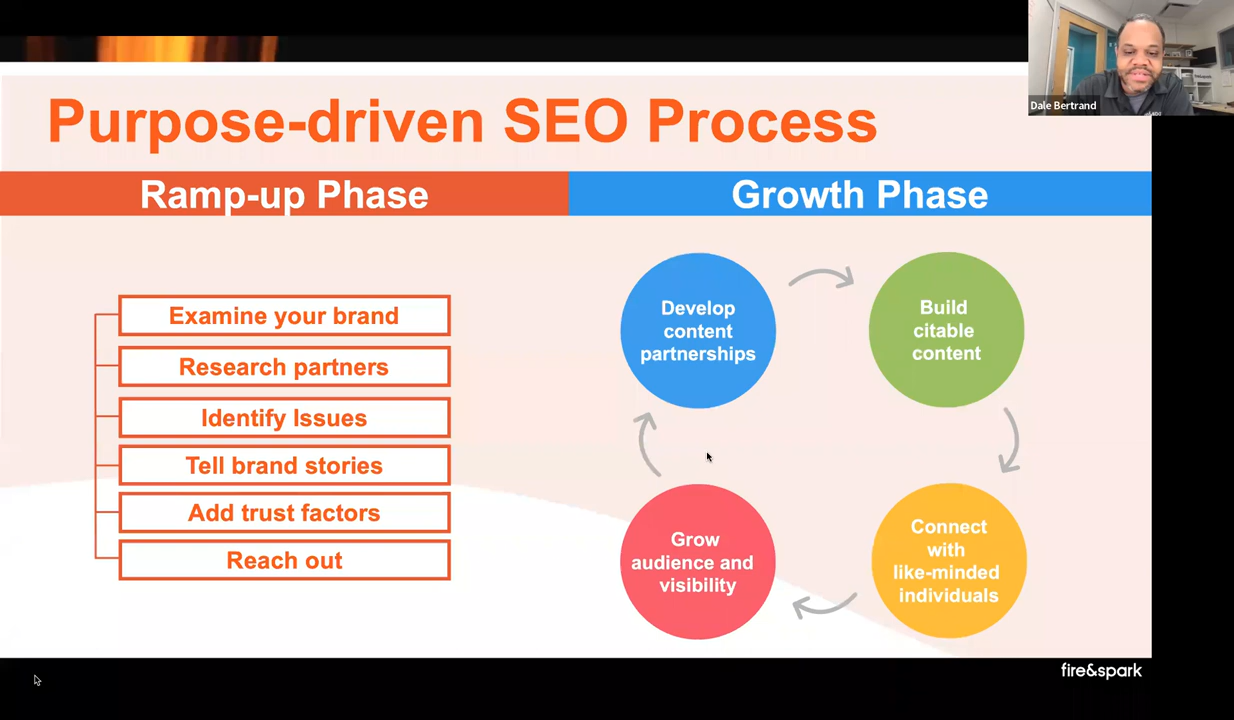 Dale Bertrand
Purpose-driven SEO Process
Ramp-up Phase
Growth Phase
Examine your brand
Research partners
Identify Issues
Tell brand stories
Add trust factors
Reach out
Develop
content
partnerships
Build
citable
content
Connect
with
like-minded
individuals
Grow
audience and
visibility
fire&spark